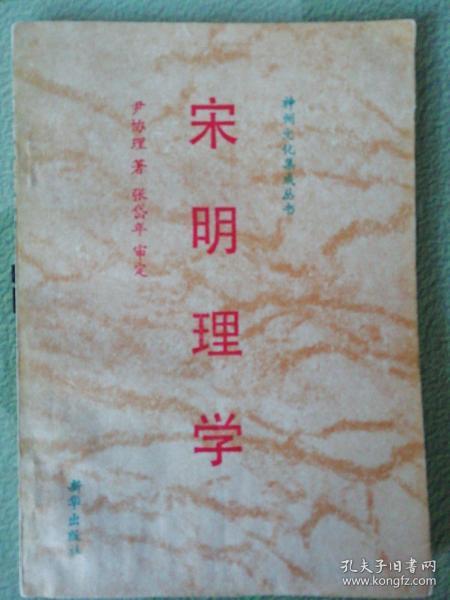 神州文化集成丛书
宋明理学
尹协理 著 张岱年 审定
新华出版社
孔夫子旧书网
www.kongfz.com